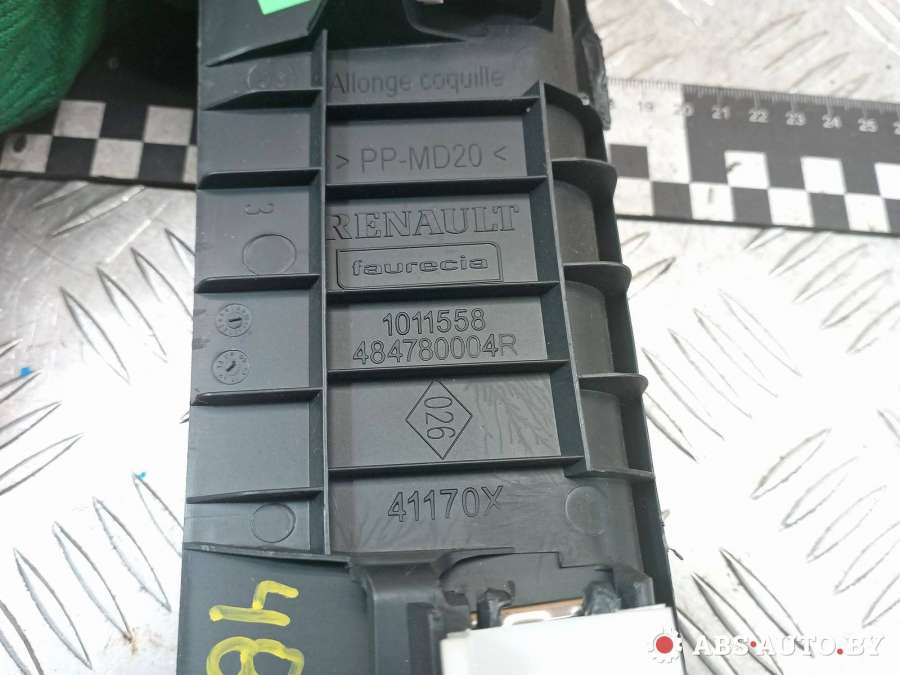 Allonge coquille
> PP-MD20 <
19 20 21 22 23 24 25
3
RENAULT
faurecia
1011558
484780004R
026
41170X
48
ABS-AUTO.BY